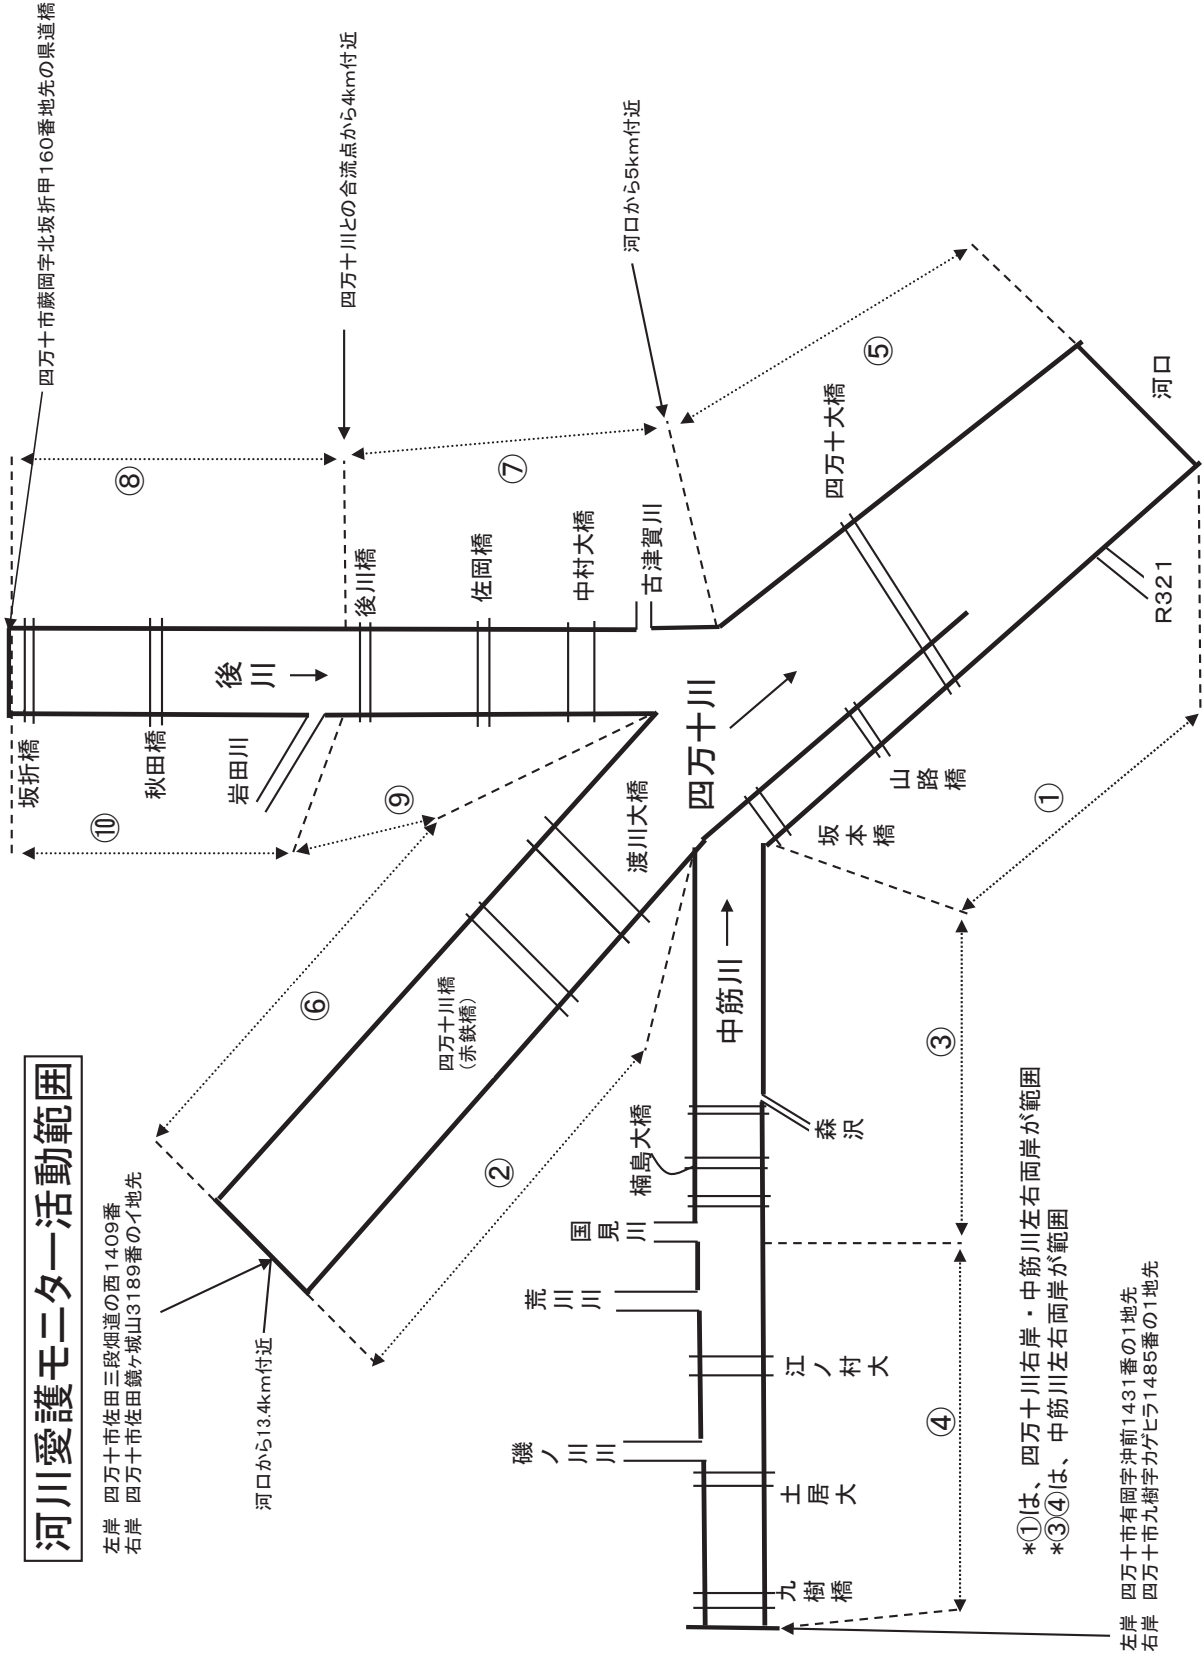 河川愛護モニター活動範囲
左岸　四万十市佐田三段畑道の西1409番
右岸　四万十市佐田鏡ヶ城山3189番のイ地先
河口から13.4km付近
四万十市蕨岡字北坂折甲160番地先の県道橋
四万十川との合流点から4km付近
河口から5km付近
⑧
⑦
⑤
⑩
⑨
⑥
②
①
③
④
坂折橋
秋田橋
岩田川
後川
後川橋
佐岡橋
中村大橋
古津賀川
四万十大橋
河口
R321
四万十川
渡川大橋
四万十川橋
（赤鉄橋）
山路橋
坂本橋
中筋川
楠島大橋
森沢
国見川
荒川川
江ノ村大
磯ノ川川
土居大
九樹橋
*①は、四万十川右岸・中筋川左右両岸が範囲
*③④は、中筋川左右両岸が範囲
左岸　四万十市有岡字沖前1431番の1地先
右岸　四万十市九樹字カゲヒラ1485番の1地先